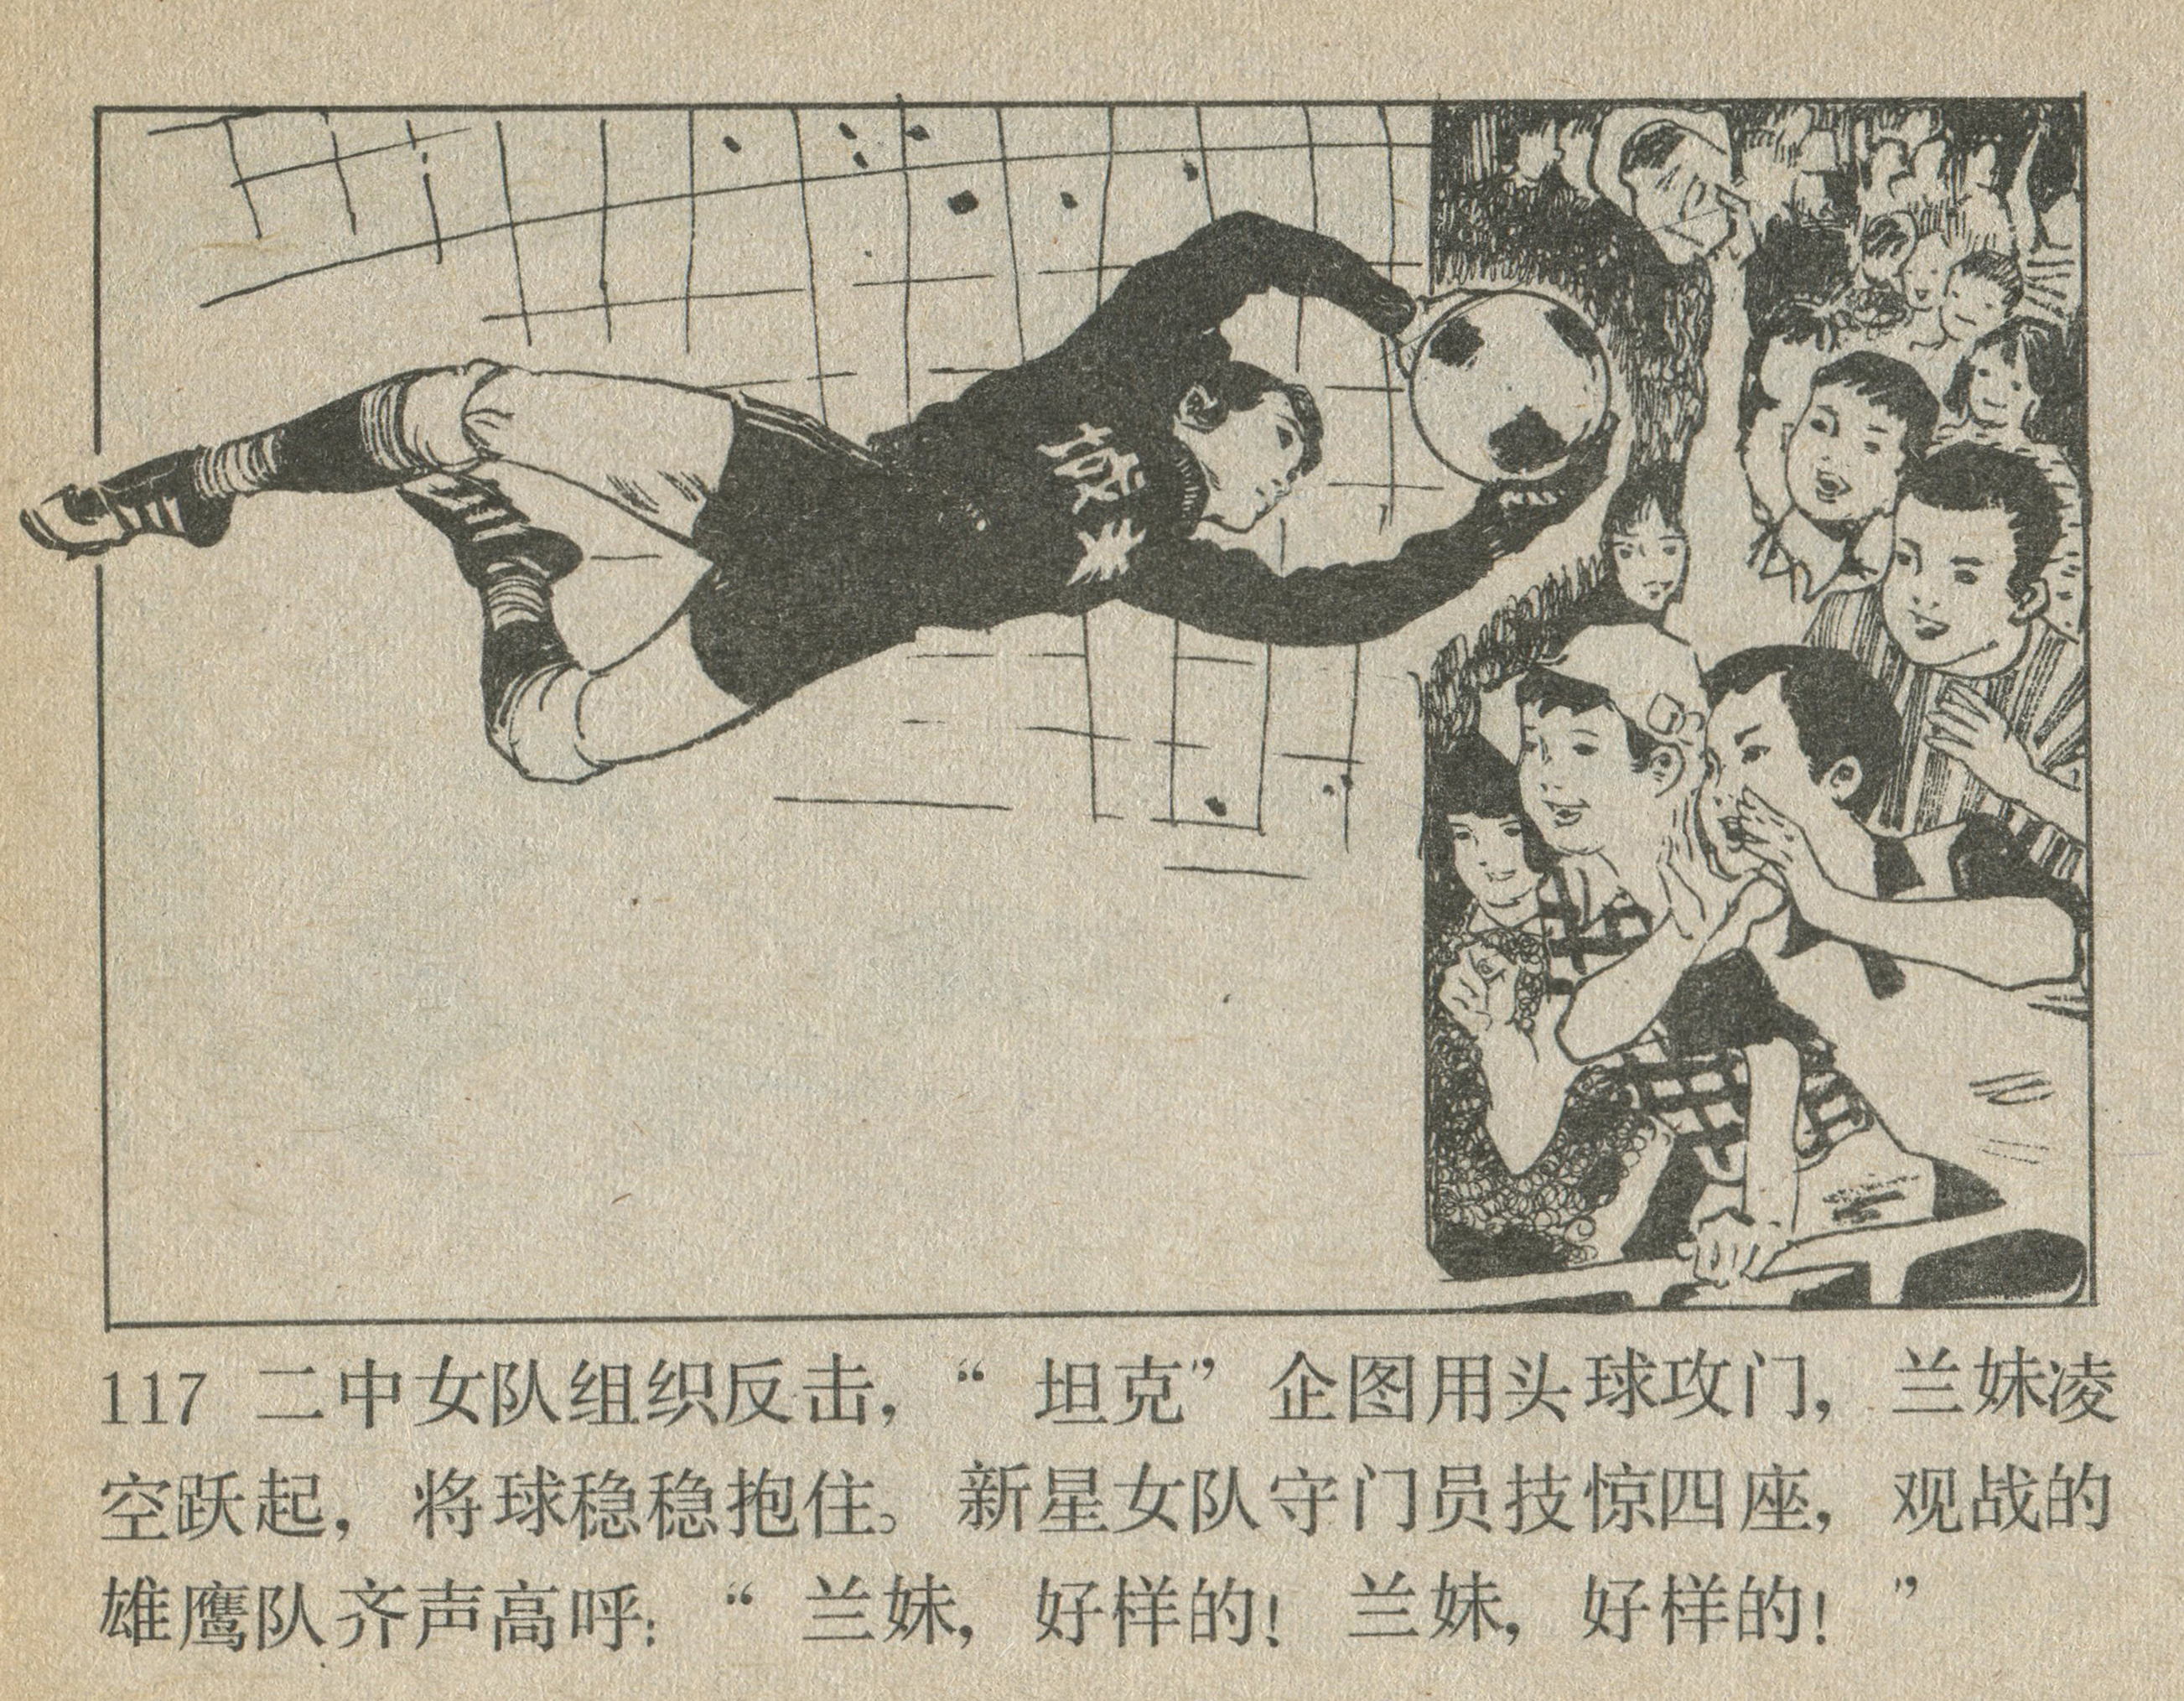 117 二中女队组织反击，“坦克”企图用头球攻门，兰妹凌
空跃起，将球稳稳抱住。新星女队守门员技惊四座，观战的
雄鹰队齐声高呼：“兰妹，好样的！兰妹，好样的！”